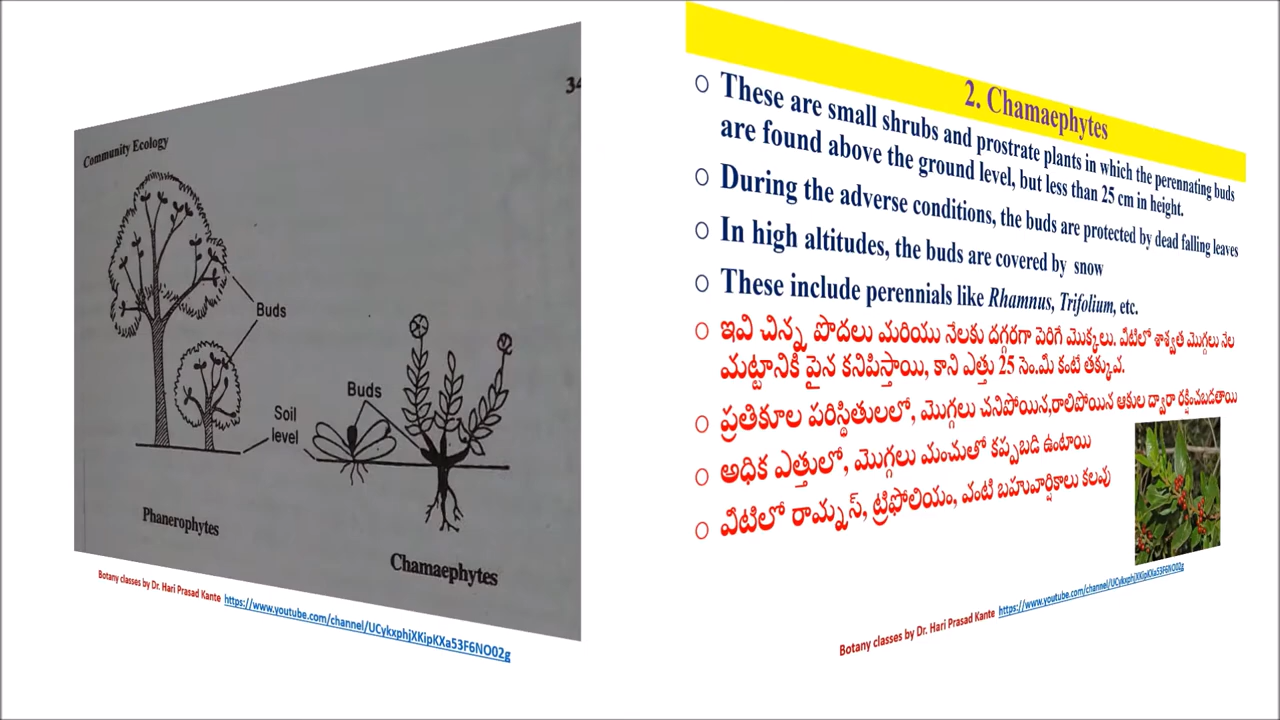 34
Community Ecology
Buds
Buds
Soil
level
Phanerophytes
Chamaephytes
Botany classes by Dr. Hari Prasad Kante https://www.youtube.com/channel/UCykxphjXKipKXa53F6NO02g
2. Chamaephytes
These are small shrubs and prostrate plants in which the perennating buds
are found above the ground level, but less than 25 cm in height.
During the adverse conditions, the buds are protected by dead falling leaves
In high altitudes, the buds are covered by snow
These include perennials like Rhamnus, Trifolium, etc.
ఇవి చిన్న పొదలు మరియు నేలకు దగ్గరగా పెరిగే మొక్కలు. వీటిలో శాశ్వత మొగ్గలు నేల
మట్టానికి పైన కనిపిస్తాయి, కాని ఎత్తు 25 సెం.మి కంటే తక్కువ.
ప్రతికూల పరిస్థితులలో, మొగ్గలు చనిపోయిన,రాలిపోయిన ఆకుల ద్వారా రక్షించబడతాయి
అధిక ఎత్తులో, మొగ్గలు మంచుతో కప్పబడి ఉంటాయి
వీటిలో రామ్నస్, ట్రిఫోలియం, వంటి బహువార్షికాలు కలవు
Botany classes by Dr. Hari Prasad Kante https://www.youtube.com/channel/UCykxphjXKipKXa53F6NO02g